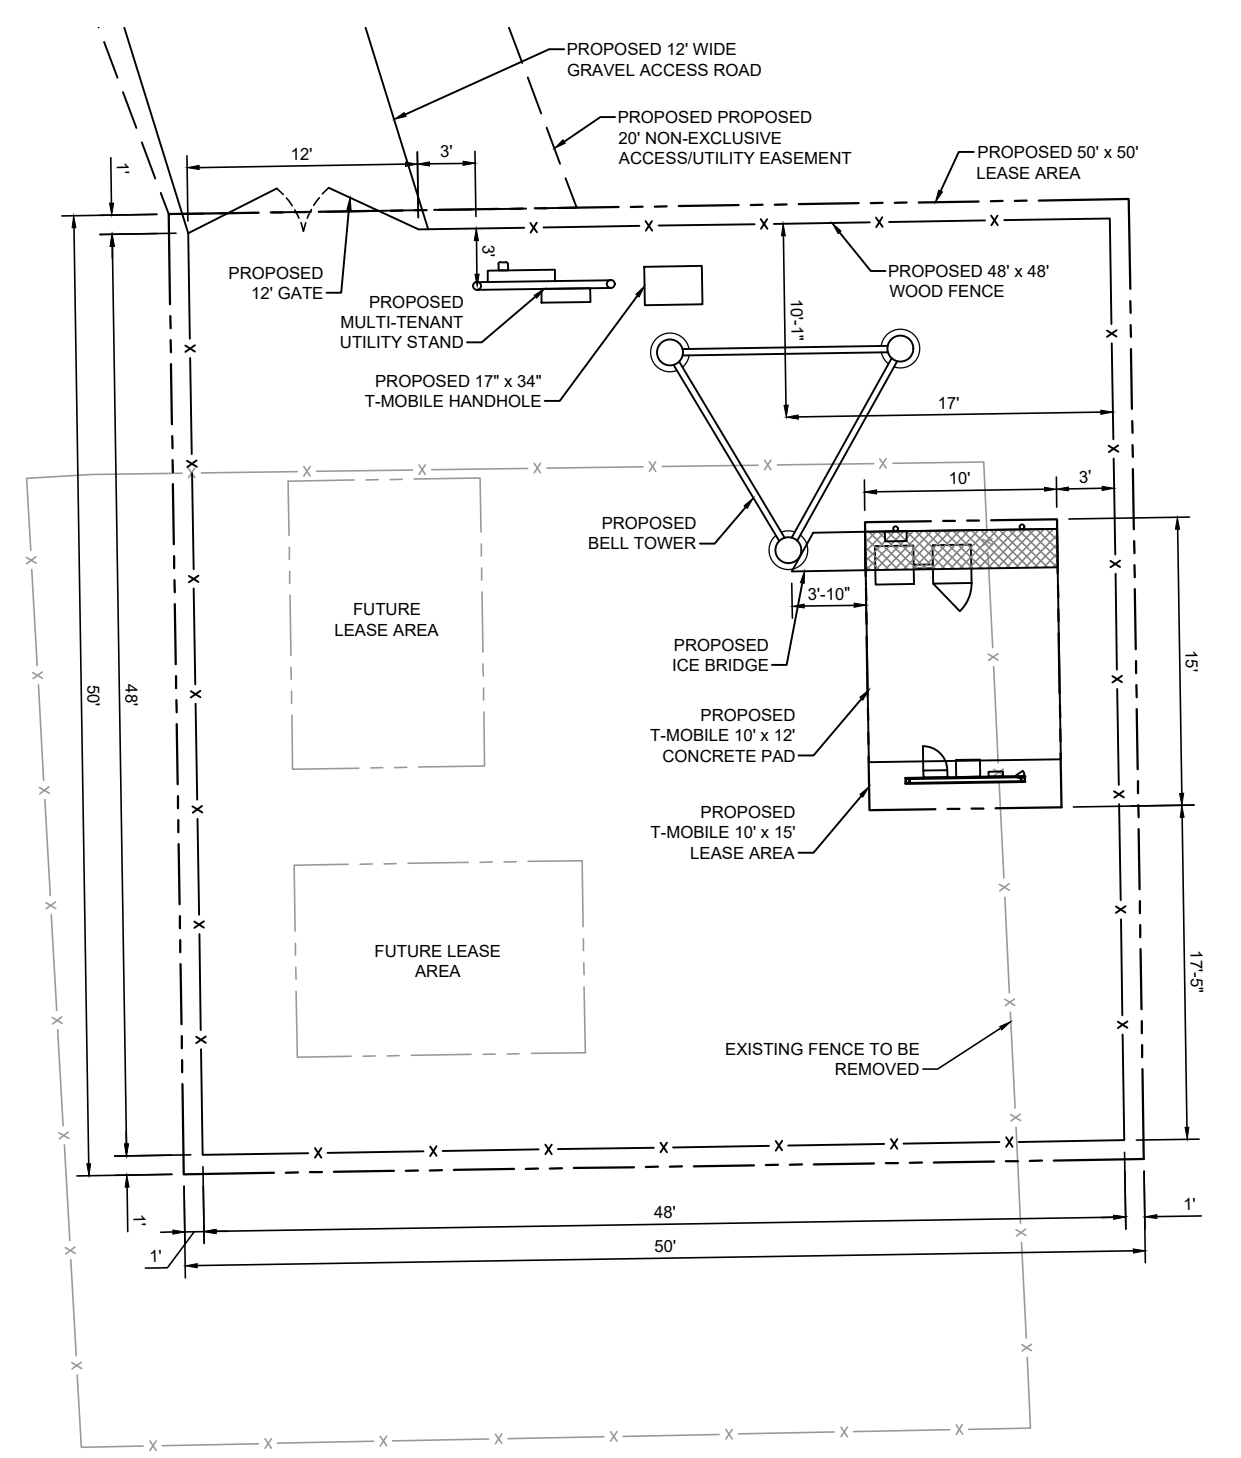 PROPOSED 12' WIDE
GRAVEL ACCESS ROAD
PROPOSED PROPOSED
20' NON-EXCLUSIVE
ACCESS/UTILITY EASEMENT
PROPOSED 50' x 50'
LEASE AREA
1'
12'
3'
3'
PROPOSED
12' GATE
PROPOSED 48' x 48'
WOOD FENCE
PROPOSED
MULTI-TENANT
UTILITY STAND
10'-1"
PROPOSED 17" x 34"
T-MOBILE HANDHOLE
17'
10'
3'
PROPOSED
BELL TOWER
FUTURE
LEASE AREA
3'-10"
PROPOSED
ICE BRIDGE
15'
50'
48'
PROPOSED
T-MOBILE 10' x 12'
CONCRETE PAD
PROPOSED
T-MOBILE 10' x 15'
LEASE AREA
FUTURE LEASE
AREA
17'-5"
EXISTING FENCE TO BE
REMOVED
1'
1'
48'
1'
50'